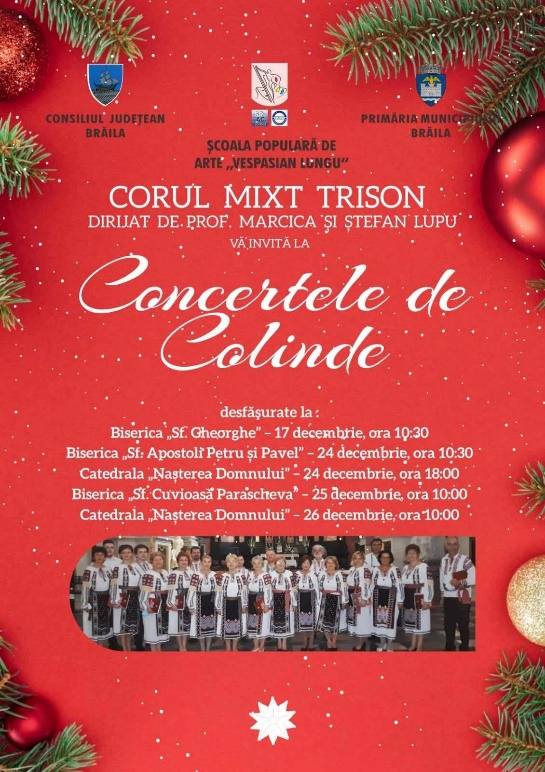 CONSILIUL JUDEȚEAN
BRĂILA
ȘCOALA POPULARĂ DE
ARTE „VESPASIAN LUNGU”
PRIMĂRIA MUNICIPIULUI
BRĂILA
CORUL MIXT TRISON
DIRIJAT DE PROF. MARCICA ȘI ȘTEFAN LUPU
VĂ INVITĂ LA
Concertele de
Colinde
desfășurate la :
Biserica „Sf. Gheorghe” – 17 decembrie, ora 10:30
Biserica „Sf. Apostoli Petru și Pavel” – 24 decembrie, ora 10:30
Catedrala „Nașterea Domnului” – 24 decembrie, ora 18:00
Biserica „Sf. Cuvioasă Parascheva” – 25 decembrie, ora 10:00
Catedrala „Nașterea Domnului” – 26 decembrie, ora 10:00